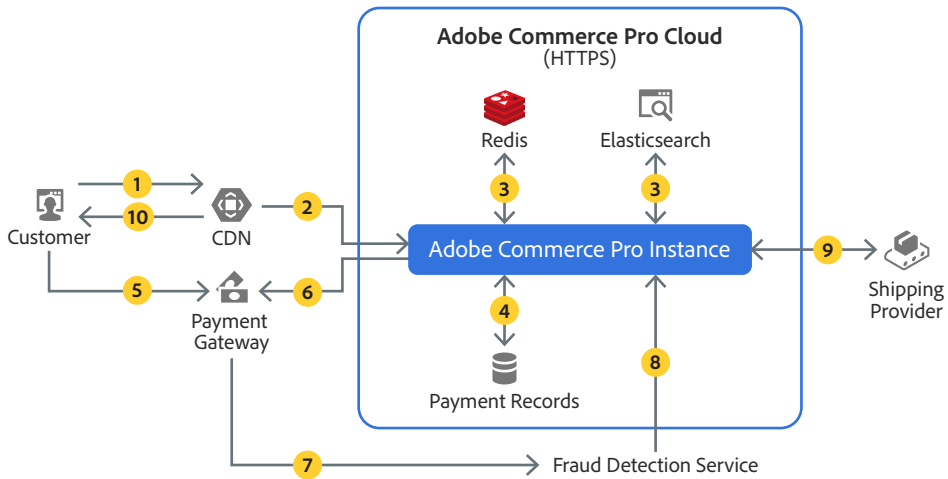 Adobe Commerce Pro Cloud
(HTTPS)
Redis
Elasticsearch
1
3
3
10
2
Customer
CDN
Adobe Commerce Pro Instance
9
5
6
4
Shipping
Provider
Payment
Gateway
8
Payment Records
7
Fraud Detection Service